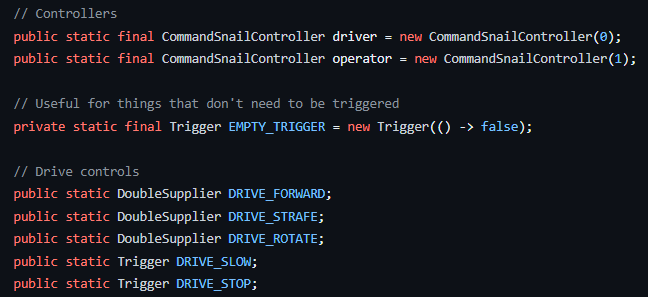 // Controllers
public static final CommandSnailController driver = new CommandSnailController(0);
public static final CommandSnailController operator = new CommandSnailController(1);
// Useful for things that don't need to be triggered
private static final Trigger EMPTY_TRIGGER = new Trigger(() -> false);
// Drive controls
public static DoubleSupplier DRIVE_FORWARD;
public static DoubleSupplier DRIVE_STRAFE;
public static DoubleSupplier DRIVE_ROTATE;
public static Trigger DRIVE_SLOW;
public static Trigger DRIVE_STOP;